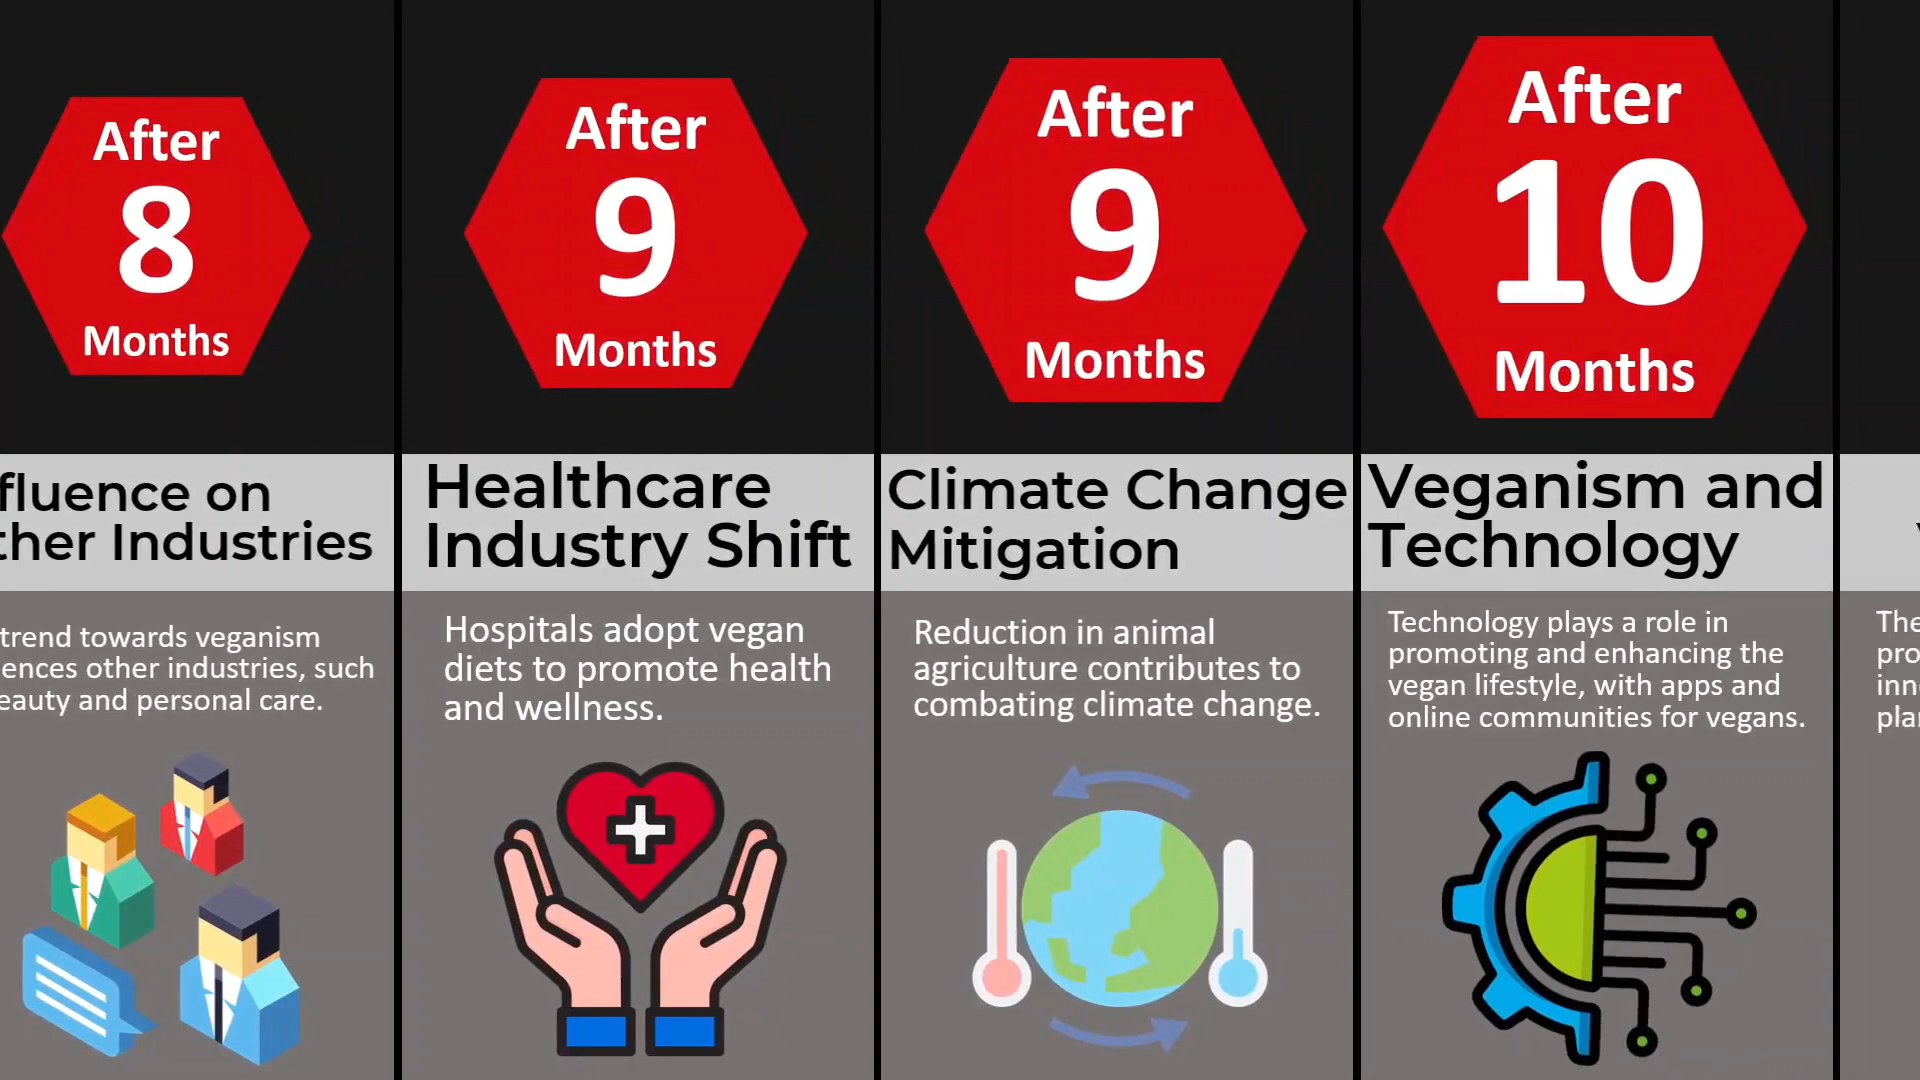 After
8
Months
fluence on
ther Industries
trend towards veganism
ences other industries, such
eauty and personal care.
After
9
Months
Healthcare
Industry Shift
Hospitals adopt vegan
diets to promote health
and wellness.
After
9
Months
Climate Change
Mitigation
Reduction in animal
agriculture contributes to
combating climate change.
After
10
Months
Veganism and
Technology
Technology plays a role in
promoting and enhancing the
vegan lifestyle, with apps and
online communities for vegans.
The
pro
inn
plan